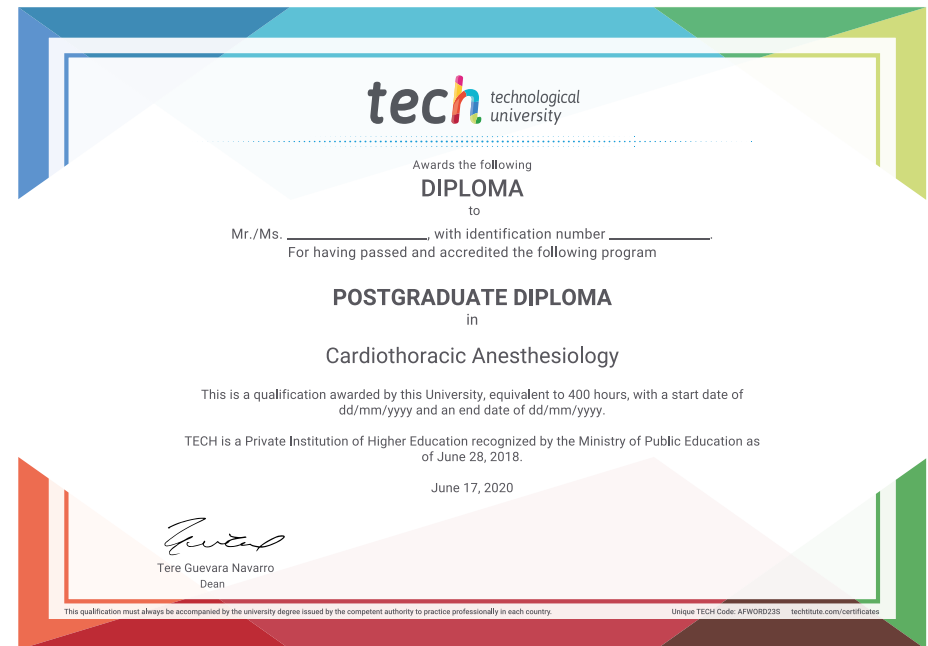 tech technological
university
Awards the following
DIPLOMA
to
Mr./Ms. ____________________, with identification number ______________.
For having passed and accredited the following program
POSTGRADUATE DIPLOMA
in
Cardiothoracic Anesthesiology
This is a qualification awarded by this University, equivalent to 400 hours, with a start date of
dd/mm/yyyy and an end date of dd/mm/yyyy.
TECH is a Private Institution of Higher Education recognized by the Ministry of Public Education as
of June 28, 2018.
June 17, 2020
Tere Guevara Navarro
Dean
This qualification must always be accompanied by the university degree issued by the competent authority to practice professionally in each country.
Unique TECH Code: AFWORD23S techtitute.com/certificates